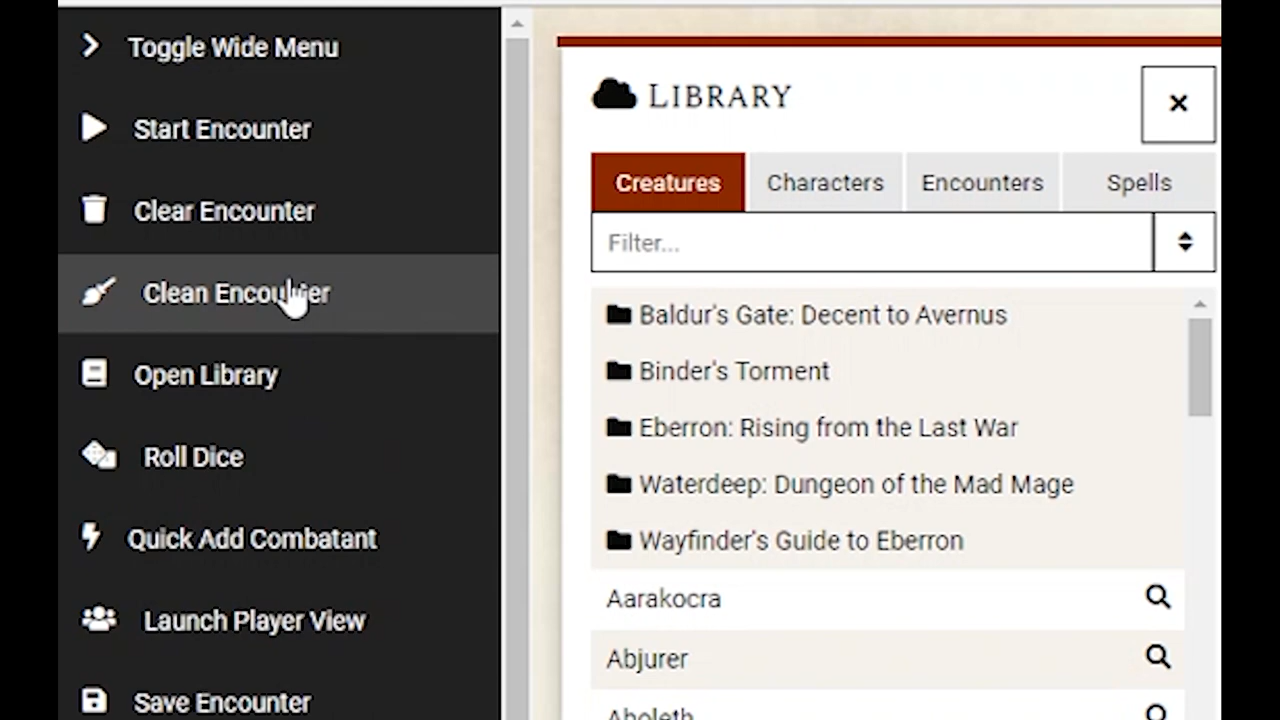 Toggle Wide Menu
Start Encounter
Clear Encounter
Clean Encounter
Open Library
Roll Dice
Quick Add Combatant
Launch Player View
Save Encounter
LIBRARY
Creatures
Characters
Encounters
Spells
Filter...
Baldur's Gate: Decent to Avernus
Binder's Torment
Eberron: Rising from the Last War
Waterdeep: Dungeon of the Mad Mage
Wayfinder's Guide to Eberron
Aarakocra
Abjurer
Aboleth